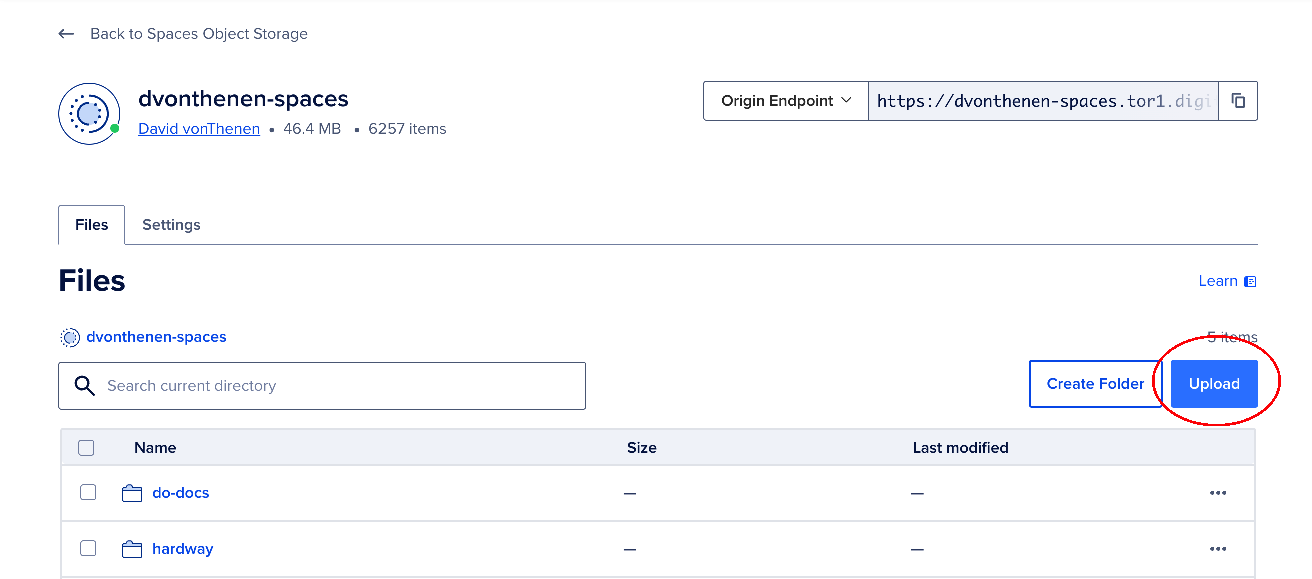 Back to Spaces Object Storage
dvonthenen-spaces
David vonThenen • 46.4 MB • 6257 items
Origin Endpoint https://dvonthenen-spaces.tor1.digi
Files Settings
Files
Learn
dvonthenen-spaces
5 items
Search current directory
Create Folder Upload
Name Size Last modified
do-docs — —
hardway — —